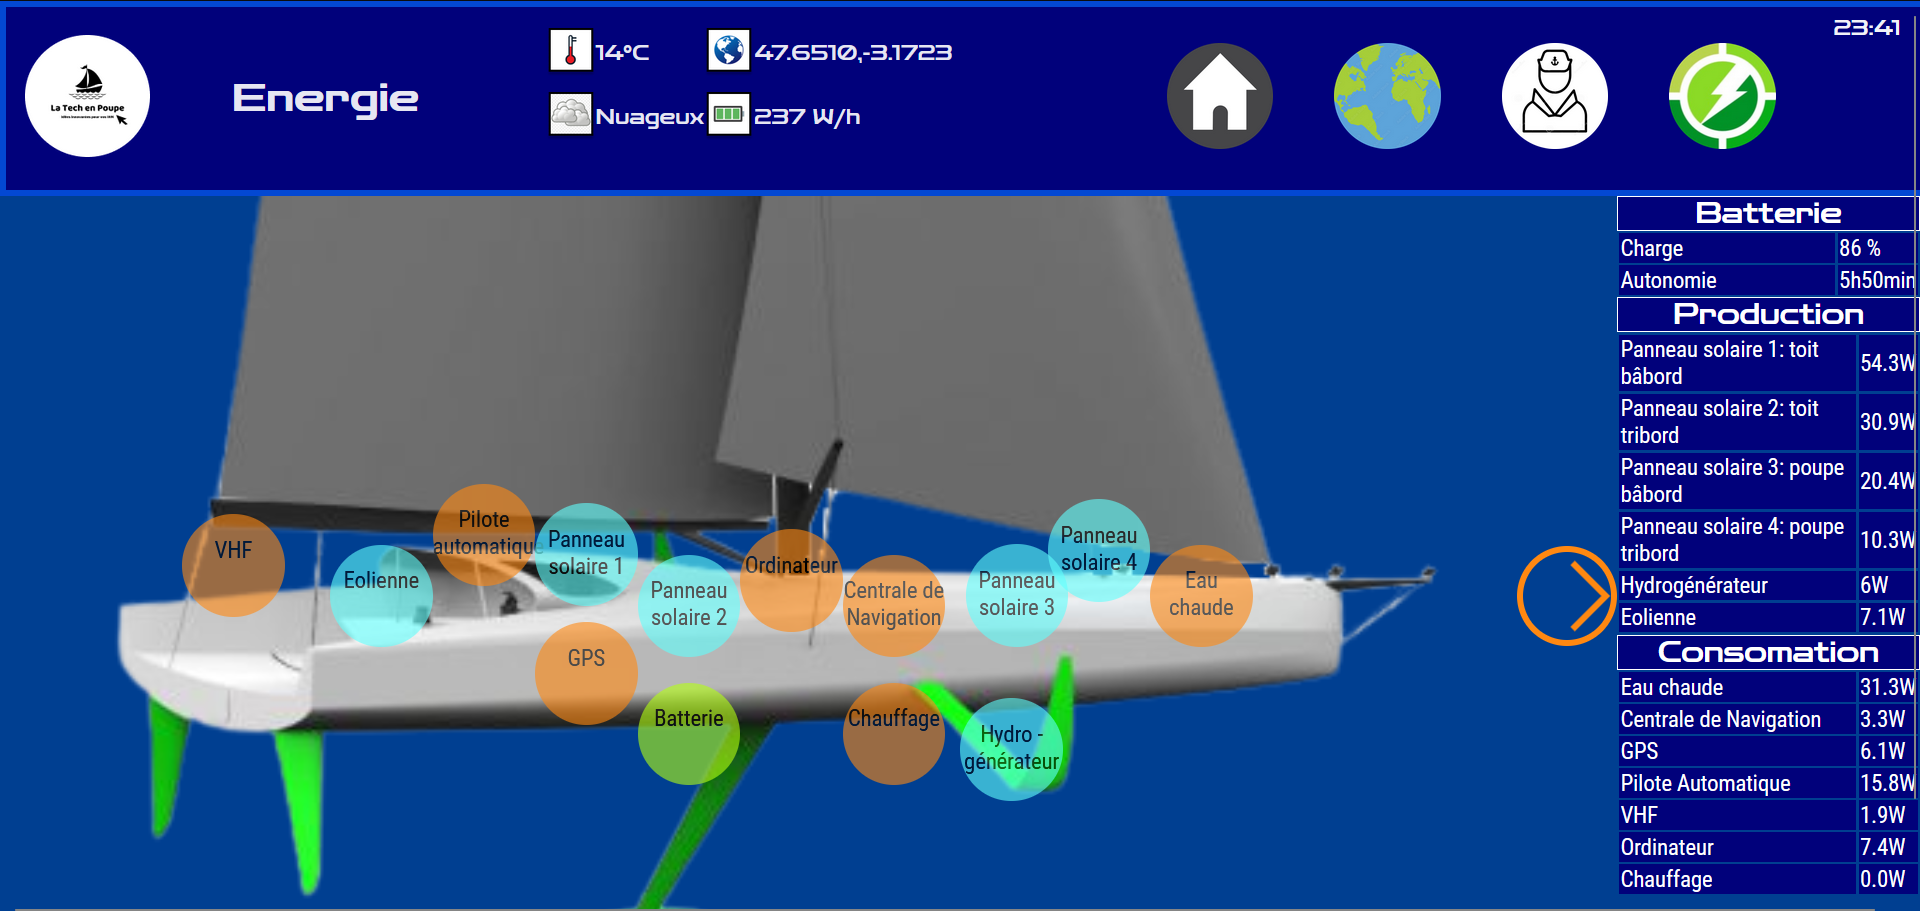 23:41
La Tech en Poupe
Energie
14°C
47.6510,-3.1723
Nuageux
237 W/h
Batterie
Charge 86 %
Autonomie 5h50min
Production
Panneau solaire 1: toit
bâbord 54.3W
Panneau solaire 2: toit
tribord 30.9W
Panneau solaire 3: poupe
bâbord 20.4W
Panneau solaire 4: poupe
tribord 10.3W
Hydrogénérateur 6W
Eolienne 7.1W
Consomation
Eau chaude 31.3W
Centrale de Navigation 3.3W
GPS 6.1W
Pilote Automatique 15.8W
VHF 1.9W
Ordinateur 7.4W
Chauffage 0.0W
VHF
Eolienne
Pilote
automatique
Panneau
solaire 1
Panneau
solaire 2
Ordinateur
Centrale de
Navigation
Panneau
solaire 3
Panneau
solaire 4
Eau
chaude
GPS
Batterie
Chauffage
Hydro -
générateur